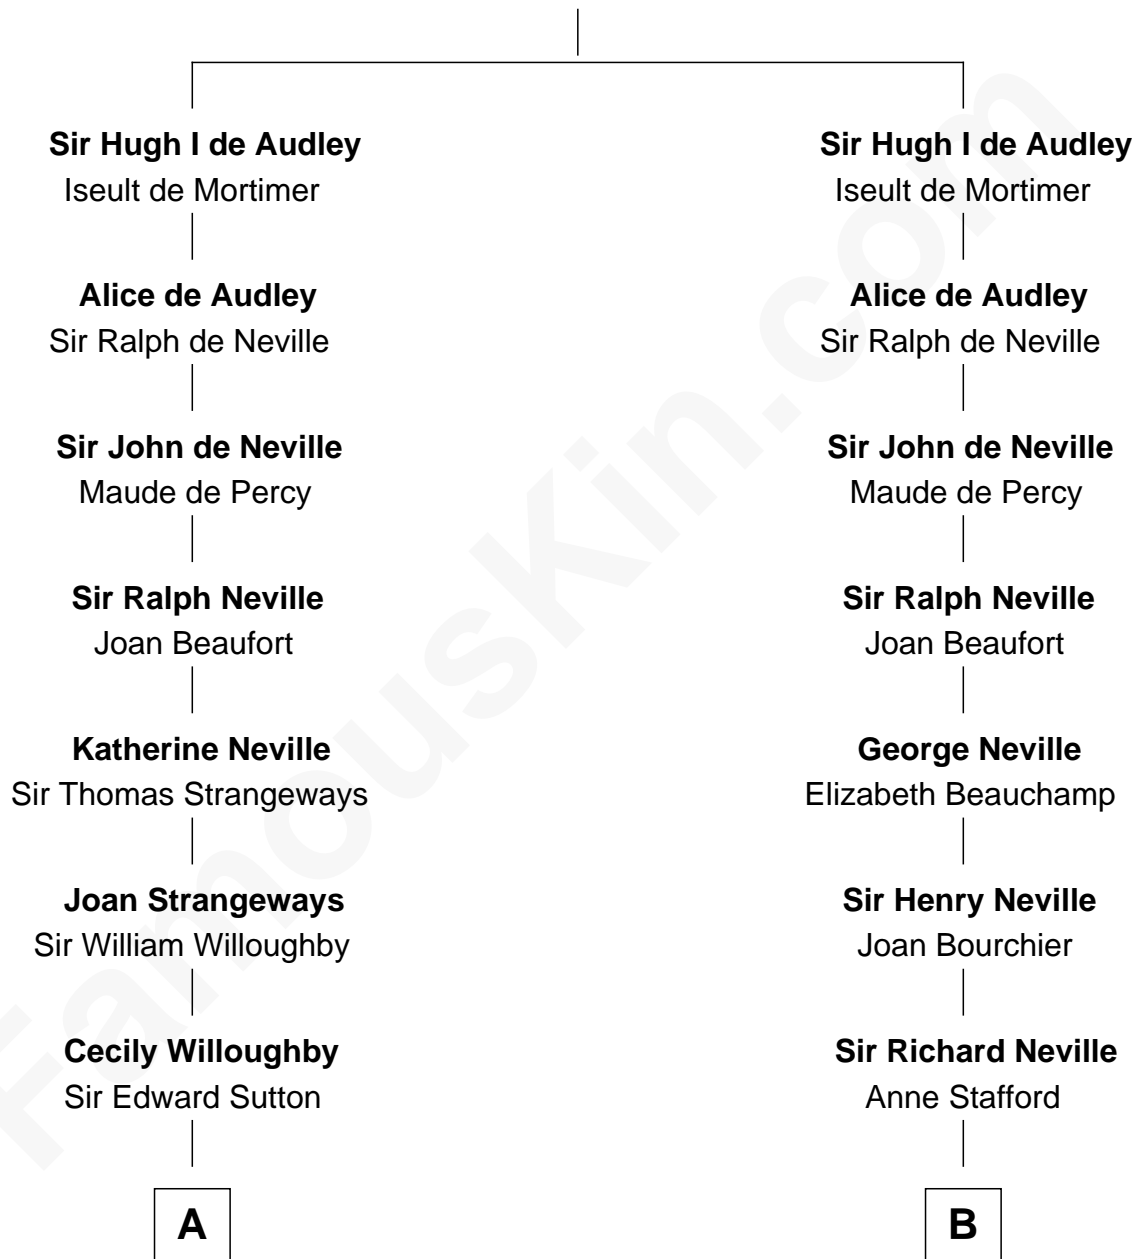 Sir Hugh I de Audley
Iseult de Mortimer
Alice de Audley
Sir Ralph de Neville
Sir John de Neville
Maude de Percy
Sir Ralph Neville
Joan Beaufort
Katherine Neville
Sir Thomas Strangeways
Joan Strangeways
Sir William Willoughby
Cecily Willoughby
Sir Edward Sutton
A
Sir Hugh I de Audley
Iseult de Mortimer
Alice de Audley
Sir Ralph de Neville
Sir John de Neville
Maude de Percy
Sir Ralph Neville
Joan Beaufort
George Neville
Elizabeth Beauchamp
Sir Henry Neville
Joan Bourchier
Sir Richard Neville
Anne Stafford
B
FamousKin.com